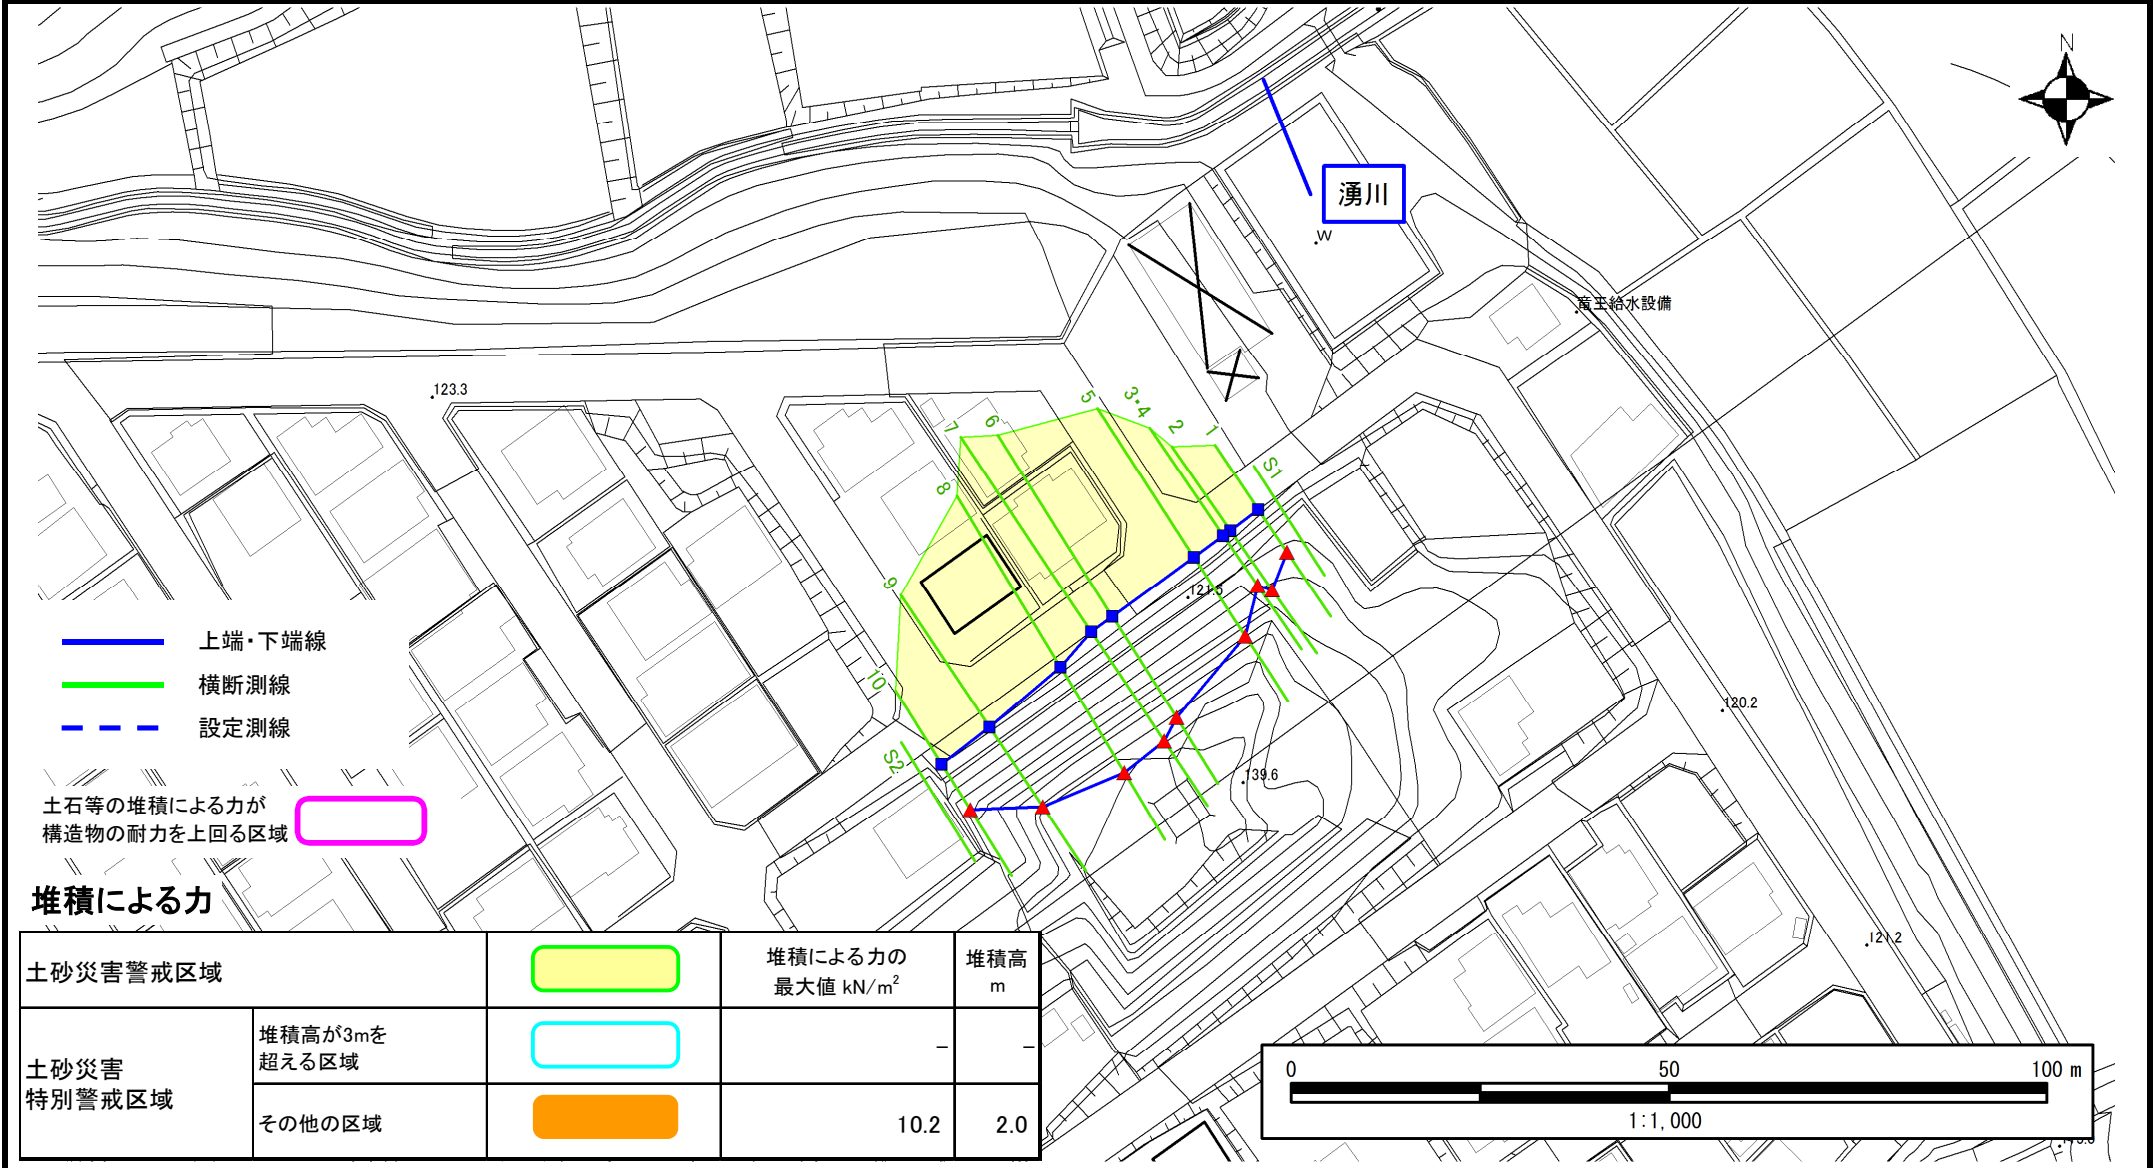 N
湧川
W
竜王給水設備
123.3
5
3・4
2
1
6
7
S1
8
9
121.5
10
120.2
S2
139.6
121.2
上端・下端線
横断測線
設定測線
土石等の堆積による力が
構造物の耐力を上回る区域
堆積による力
土砂災害警戒区域
堆積による力の
最大値 kN/m²
堆積高
m
土砂災害
特別警戒区域
堆積高が3mを
超える区域
−
−
その他の区域
10.2
2.0
0
50
100 m
1:1,000